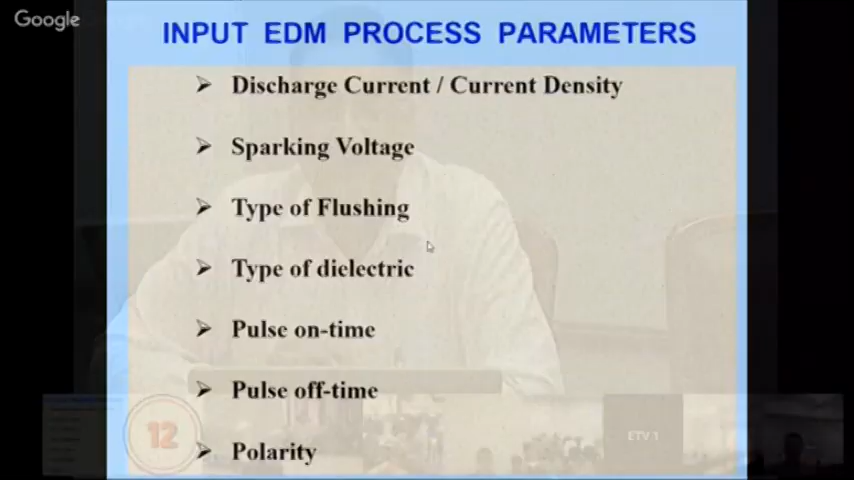 Google
INPUT EDM PROCESS PARAMETERS
➢ Discharge Current / Current Density
➢ Sparking Voltage
➢ Type of Flushing
➢ Type of dielectric
➢ Pulse on-time
➢ Pulse off-time
➢ Polarity
12
ETV 1